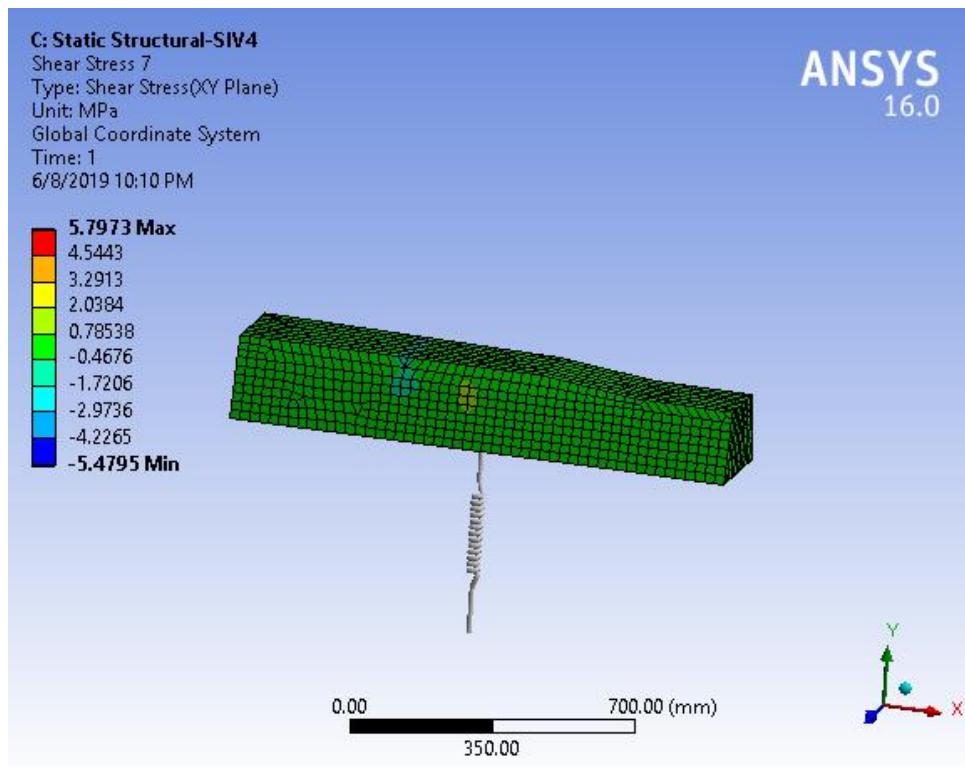 C: Static Structural-SIV4
Shear Stress 7
Type: Shear Stress(XY Plane)
Unit: MPa
Global Coordinate System
Time: 1
6/8/2019 10:10 PM
ANSYS
16.0
5.7973 Max
4.5443
3.2913
2.0384
0.78538
-0.4676
-1.7206
-2.9736
-4.2265
-5.4795 Min
Y
X
0.00
700.00 (mm)
350.00